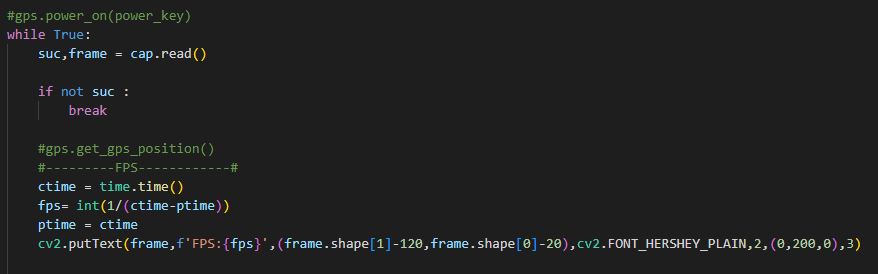 #gps.power_on(power_key)
while True:
    suc,frame = cap.read()

    if not suc :
        break

    #gps.get_gps_position()
    #---------FPS------------#
    ctime = time.time()
    fps= int(1/(ctime-ptime))
    ptime = ctime
    cv2.putText(frame,f'FPS:{fps}',(frame.shape[1]-120,frame.shape[0]-20),cv2.FONT_HERSHEY_PLAIN,2,(0,200,0),3)